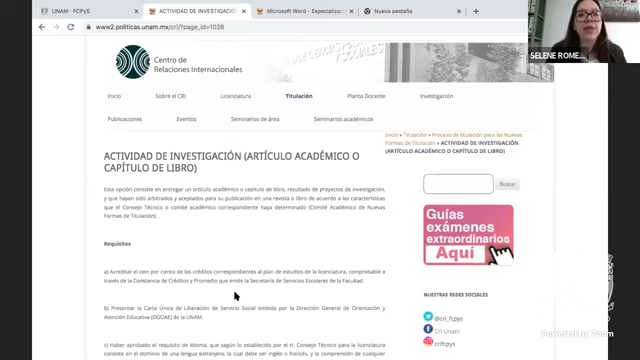 UNAM · FCPyS
ACTIVIDAD DE INVESTIGACIÓN
Microsoft Word - Especializac
Nueva pestaña
www2.politicas.unam.mx/cri/?page_id=1028
Centro de
Relaciones Internacionales
SELENE ROME...
Inicio Sobre el CRI Licenciatura Titulación Planta Docente Investigación
Publicaciones Eventos Seminarios de área Seminarios académicos
Inicio » Titulación » Proceso de titulación para las Nuevas
Formas de Titulación » ACTIVIDAD DE INVESTIGACIÓN
(ARTÍCULO ACADÉMICO O CAPÍTULO DE LIBRO)
ACTIVIDAD DE INVESTIGACIÓN (ARTÍCULO ACADÉMICO O
CAPÍTULO DE LIBRO)
Esta opción consiste en entregar un artículo académico o capítulo de libro, resultado de proyectos de investigación,
y que hayan sido arbitrados y aceptados para su publicación en una revista o libro de acuerdo a las características
que el Consejo Técnico o comité académico correspondiente haya determinado (Comité Académico de Nuevas
Formas de Titulación).
Buscar
Guías
exámenes
extraordinarios
Aquí
Requisitos
a) Acreditar el cien por ciento de los créditos correspondientes al plan de estudios de la licenciatura, comprobable a
través de la Constancia de Créditos y Promedio que emite la Secretaría de Servicios Escolares de la Facultad.
b) Presentar la Carta Única de Liberación de Servicio Social emitida por la Dirección General de Orientación y
Atención Educativa (DGOAE) de la UNAM.
c) Haber aprobado el requisito de idioma, que según lo establecido por el H. Consejo Técnico para la licenciatura
consiste en el dominio de una lengua extranjera, la cual debe ser inglés o francés, y la comprensión de cualquier
NUESTRAS REDES SOCIALES
@cri_fcpys
Cri Unam
crifcpys
Powered by Zoom